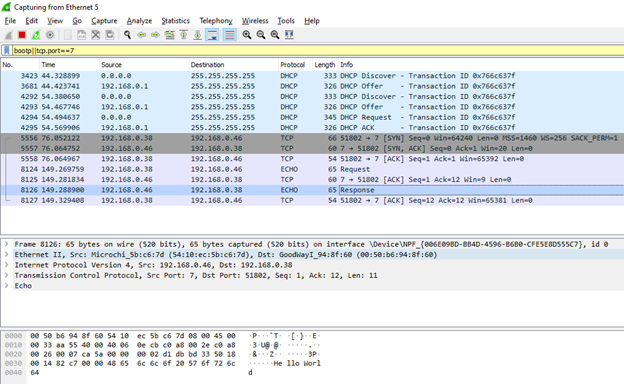 Capturing from Ethernet 5
File Edit View Go Capture Analyze Statistics Telephony Wireless Tools Help
bootp||tcp.port==7
No. Time Source Destination Protocol Length Info
3423 44.328899 0.0.0.0 255.255.255.255 DHCP 333 DHCP Discover - Transaction ID 0x766c637f
3681 44.423741 192.168.0.1 255.255.255.255 DHCP 326 DHCP Offer - Transaction ID 0x766c637f
4292 54.380650 0.0.0.0 255.255.255.255 DHCP 333 DHCP Discover - Transaction ID 0x766c637f
4293 54.467746 192.168.0.1 255.255.255.255 DHCP 326 DHCP Offer - Transaction ID 0x766c637f
4294 54.494637 0.0.0.0 255.255.255.255 DHCP 345 DHCP Request - Transaction ID 0x766c637f
4295 54.569906 192.168.0.1 255.255.255.255 DHCP 326 DHCP ACK - Transaction ID 0x766c637f
5556 76.052122 192.168.0.38 192.168.0.46 TCP 66 51802 → 7 [SYN] Seq=0 Win=64240 Len=0 MSS=1460 WS=256 SACK_PERM=1
5557 76.064752 192.168.0.46 192.168.0.38 TCP 60 7 → 51802 [SYN, ACK] Seq=0 Ack=1 Win=20 Len=0
5558 76.064967 192.168.0.38 192.168.0.46 TCP 54 51802 → 7 [ACK] Seq=1 Ack=1 Win=65392 Len=0
8124 149.269759 192.168.0.38 192.168.0.46 ECHO 65 Request
8125 149.281834 192.168.0.46 192.168.0.38 TCP 60 7 → 51802 [ACK] Seq=1 Ack=12 Win=9 Len=0
8126 149.288900 192.168.0.46 192.168.0.38 ECHO 65 Response
8127 149.329408 192.168.0.38 192.168.0.46 TCP 54 51802 → 7 [ACK] Seq=12 Ack=12 Win=65381 Len=0
Frame 8126: 65 bytes on wire (520 bits), 65 bytes captured (520 bits) on interface \Device\NPF_{006E09BD-BB4D-4596-B6B0-CFE5E8D555C7}, id 0
Ethernet II, Src: Microchi_5b:c6:7d (54:10:ec:5b:c6:7d), Dst: GoodWayI_94:8f:60 (00:50:b6:94:8f:60)
Internet Protocol Version 4, Src: 192.168.0.46, Dst: 192.168.0.38
Transmission Control Protocol, Src Port: 7, Dst Port: 51802, Seq: 1, Ack: 12, Len: 11
Echo
0000 00 50 b6 94 8f 60 54 10 ec 5b c6 7d 08 00 45 00 ·P···`T· ·[·}··E·
0010 00 33 aa 55 40 00 40 06 0e cb c0 a8 00 2e c0 a8 ·3·U@·@· ·····.··
0020 00 26 00 07 ca 5a 00 00 00 02 d1 db bd 33 50 18 ·&···Z·· ·····3P·
0030 00 14 82 c7 00 00 48 65 6c 6c 6f 20 57 6f 72 6c ······He llo Worl
0040 64 d